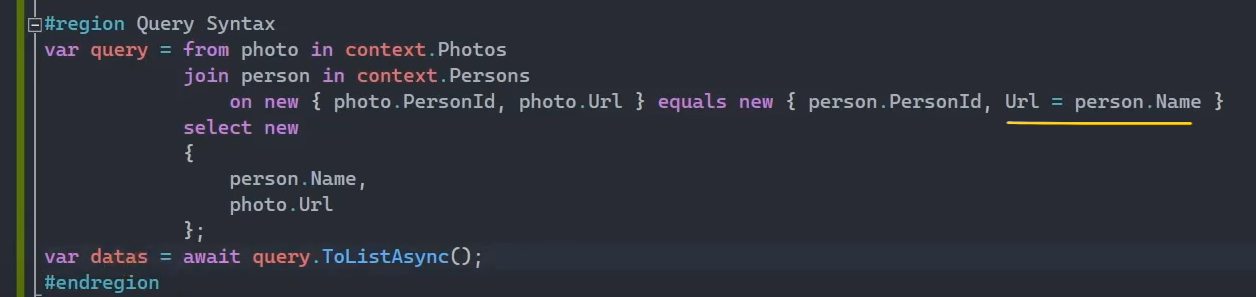 #region Query Syntax
var query = from photo in context.Photos
join person in context.Persons
on new { photo.PersonId, photo.Url } equals new { person.PersonId, Url = person.Name }
select new
{
person.Name,
photo.Url
};
var datas = await query.ToListAsync();
#endregion